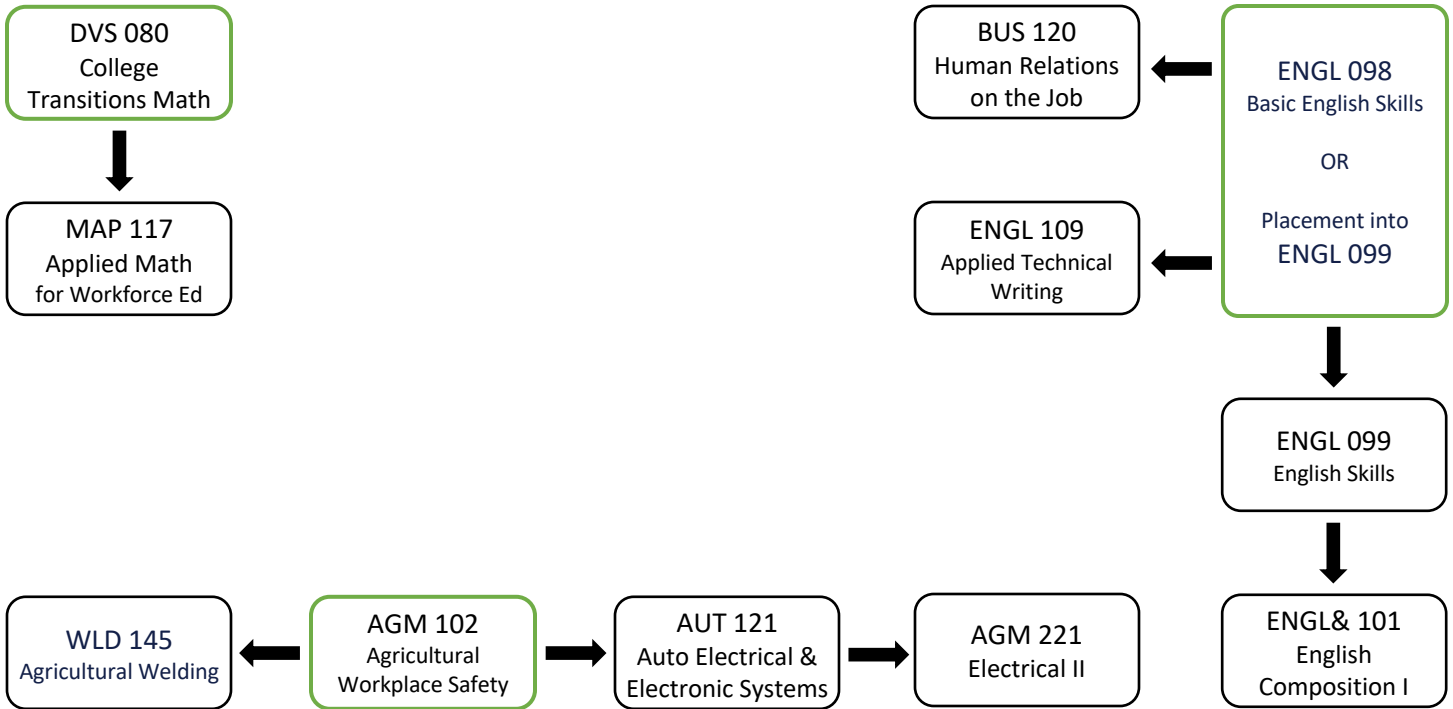 DVS 080
College
Transitions Math
MAP 117
Applied Math
for Workforce Ed
BUS 120
Human Relations
on the Job
ENGL 098
Basic English Skills
OR
Placement into
ENGL 099
ENGL 109
Applied Technical
Writing
ENGL 099
English Skills
WLD 145
Agricultural Welding
AGM 102
Agricultural
Workplace Safety
AUT 121
Auto Electrical &
Electronic Systems
AGM 221
Electrical II
ENGL& 101
English
Composition I